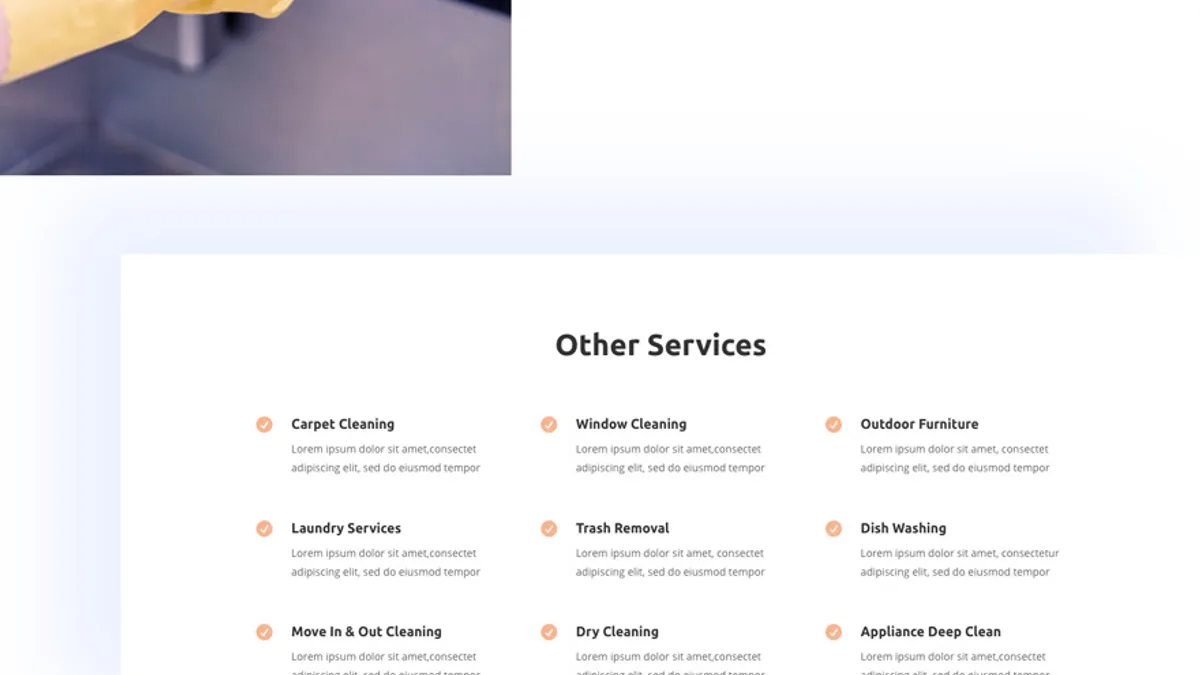 Other Services
Carpet Cleaning
Lorem ipsum dolor sit amet,consectet
adipiscing elit, sed do eiusmod tempor
Window Cleaning
Lorem ipsum dolor sit amet,consectet
adipiscing elit, sed do eiusmod tempor
Outdoor Furniture
Lorem ipsum dolor sit amet, consectet
adipiscing elit, sed do eiusmod tempor
Laundry Services
Lorem ipsum dolor sit amet,consectet
adipiscing elit, sed do eiusmod tempor
Trash Removal
Lorem ipsum dolor sit amet, consectet
adipiscing elit, sed do eiusmod tempor
Dish Washing
Lorem ipsum dolor sit amet, consectetur
adipiscing elit, sed do eiusmod tempor
Move In & Out Cleaning
Lorem ipsum dolor sit amet,consectet
Dry Cleaning
Lorem ipsum dolor sit amet,consectet
Appliance Deep Clean
Lorem ipsum dolor sit amet,consectet